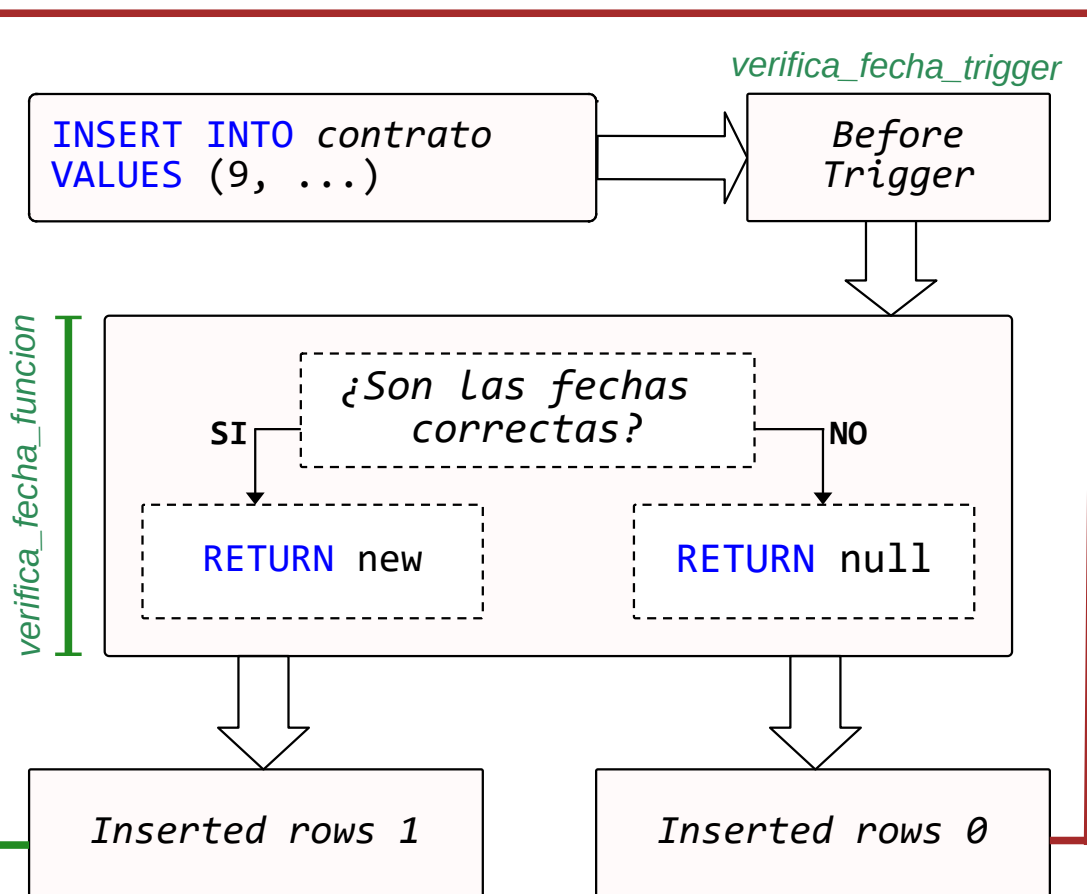 verifica_fecha_trigger
INSERT INTO contrato
VALUES (9, ...)
Before
Trigger
verifica_fecha_funcion
¿Son las fechas
correctas?
SI
NO
RETURN new
RETURN null
Inserted rows 1
Inserted rows 0